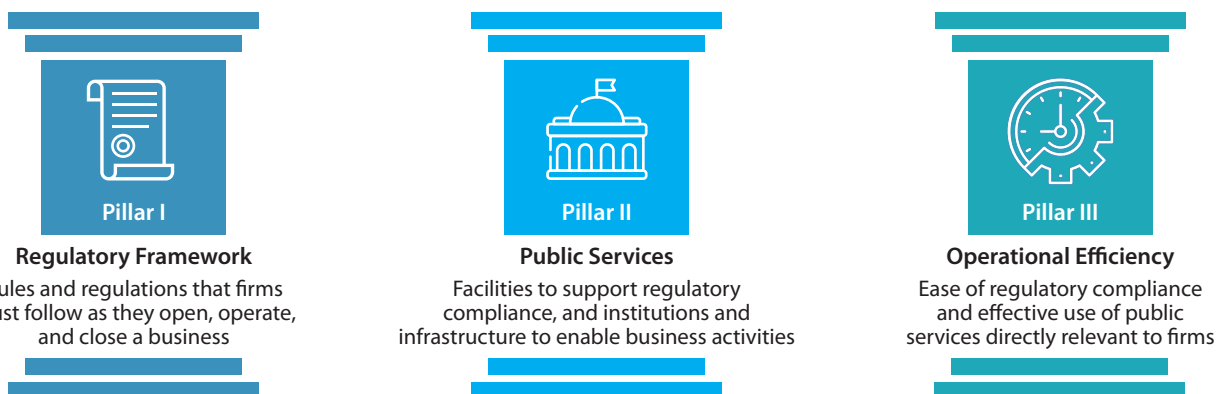 Pillar I
Regulatory Framework
ules and regulations that firms
ust follow as they open, operate,
and close a business
Pillar II
Public Services
Facilities to support regulatory
compliance, and institutions and
infrastructure to enable business activities
Pillar III
Operational Efficiency
Ease of regulatory compliance
and effective use of public
services directly relevant to firms